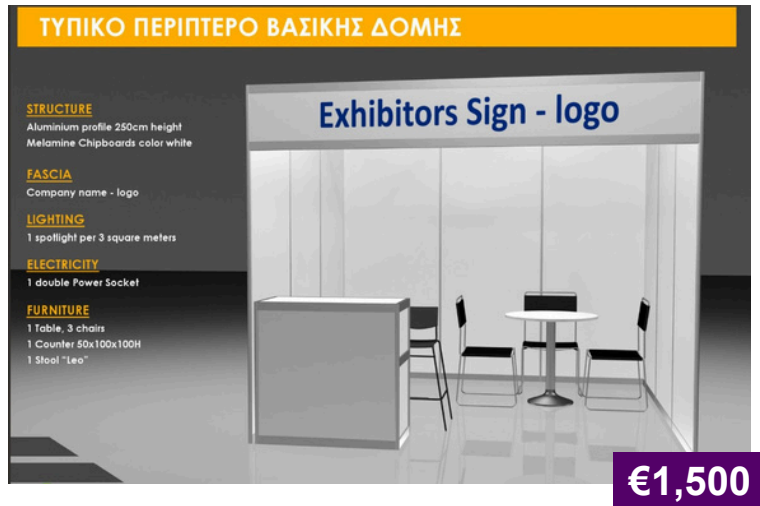 ΤΥΠΙΚΟ ΠΕΡΙΠΤΕΡΟ ΒΑΣΙΚΗΣ ΔΟΜΗΣ
STRUCTURE
Aluminium profile 250cm height
Melamine Chipboards color white
FASCIA
Company name - logo
LIGHTING
1 spotlight per 3 square meters
ELECTRICITY
1 double Power Socket
FURNITURE
1 Table, 3 chairs
1 Counter 50x100x100H
1 Stool "Leo"
Exhibitors Sign - logo
€1,500